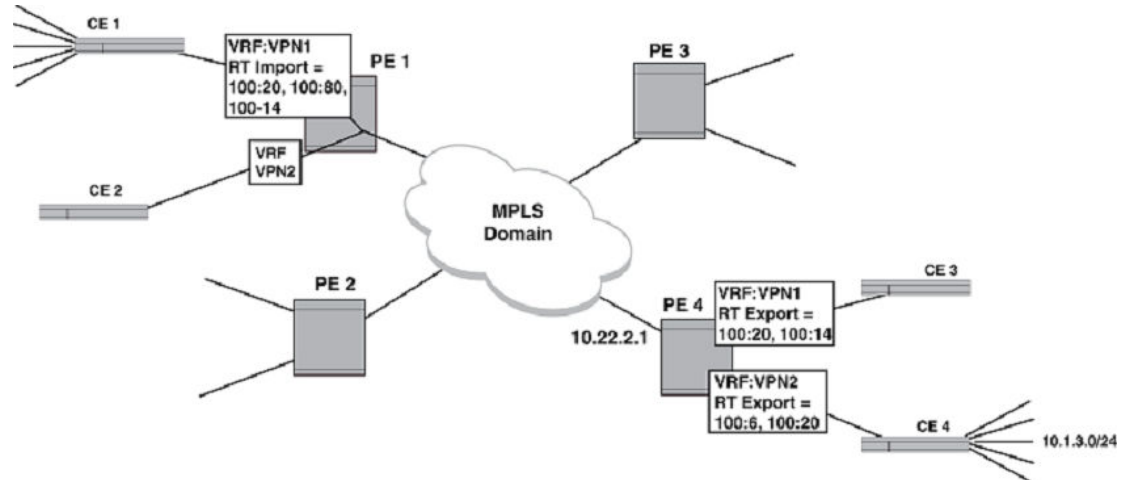 CE 1
VRF:VPN1
RT Import =
100:20, 100:80,
100-14
PE 1
PE 3
VRF
VPN2
CE 2
MPLS
Domain
PE 2
CE 3
VRF:VPN1
RT Export =
100:20, 100:14
PE 4
10.22.2.1
VRF:VPN2
RT Export =
100:6, 100:20
CE 4
10.1.3.0/24